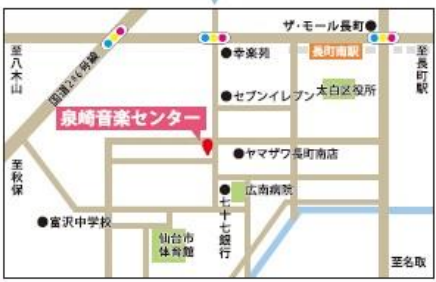 ザ・モール長町
至八木山
国道286号線
幸楽苑
長町南駅
至長町駅
セブンイレブン
太白区役所
泉崎音楽センター
至秋保
ヤマザワ長町南店
広南病院
七十七銀行
富沢中学校
仙台市
体育館
至名取